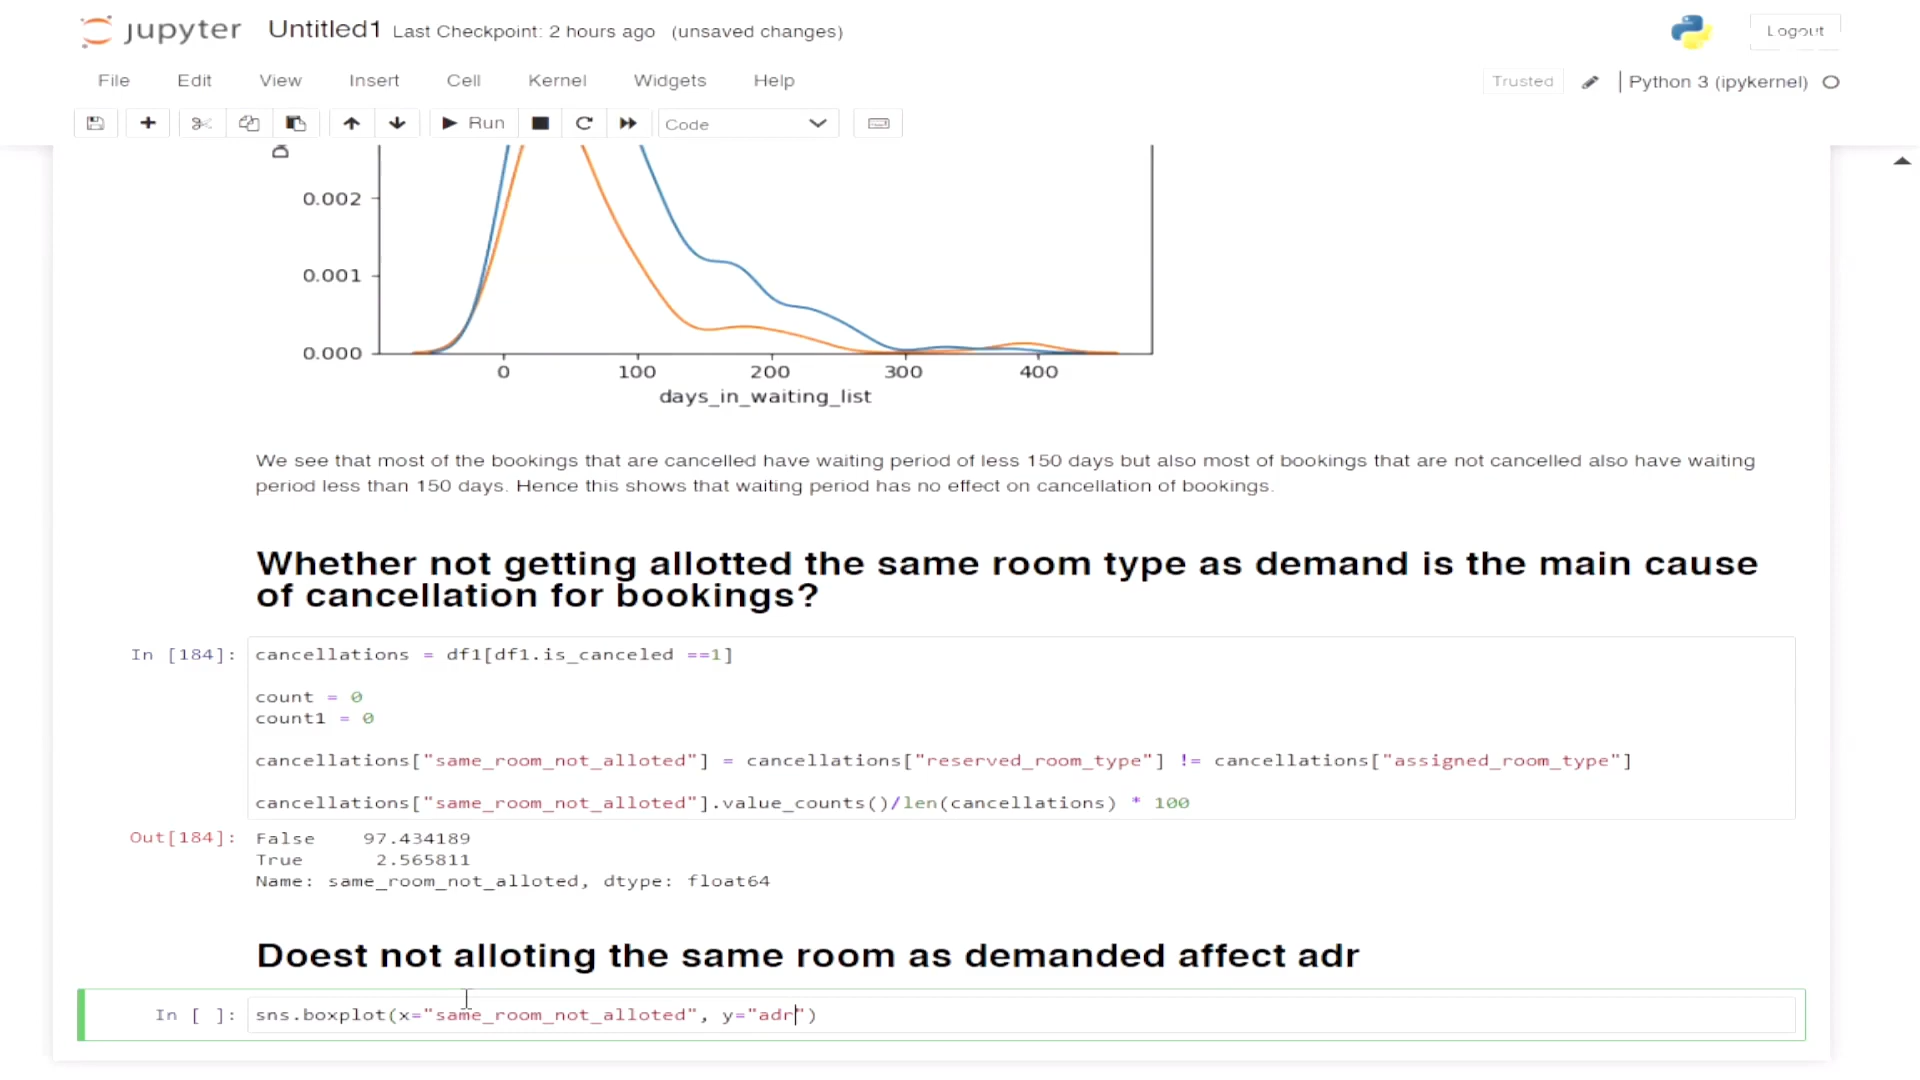 jupyter Untitled1 Last Checkpoint: 2 hours ago (unsaved changes)
Logout
File Edit View Insert Cell Kernel Widgets Help
Trusted Python 3 (ipykernel)
Run Code
D
0.002
0.001
0.000
0 100 200 300 400
days_in_waiting_list
We see that most of the bookings that are cancelled have waiting period of less 150 days but also most of bookings that are not cancelled also have waiting
period less than 150 days. Hence this shows that waiting period has no effect on cancellation of bookings.
Whether not getting allotted the same room type as demand is the main cause
of cancellation for bookings?
In [184]: cancellations = df1[df1.is_canceled ==1]
count = 0
count1 = 0
cancellations["same_room_not_alloted"] = cancellations["reserved_room_type"] != cancellations["assigned_room_type"]
cancellations["same_room_not_alloted"].value_counts()/len(cancellations) * 100
Out[184]: False 97.434189
True 2.565811
Name: same_room_not_alloted, dtype: float64
Doest not alloting the same room as demanded affect adr
In [ ]: sns.boxplot(x="same_room_not_alloted", y="adr")